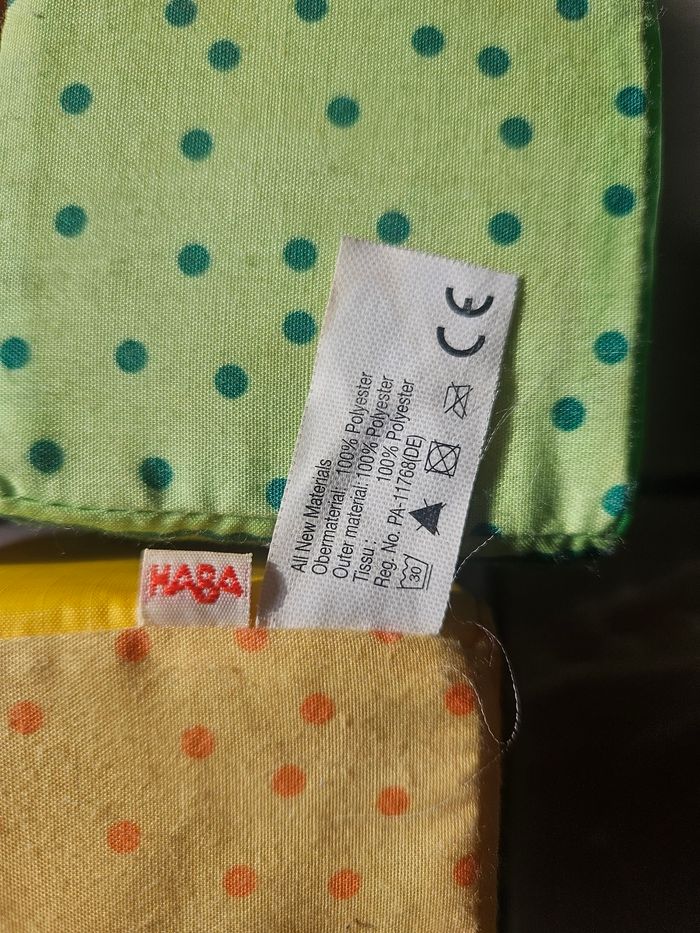 All New Materials
Obermaterial: 100% Polyester
Outer material: 100% Polyester
Tissu : 100% Polyester
Reg. No. PA-11768(DE)
30
CE
HABA